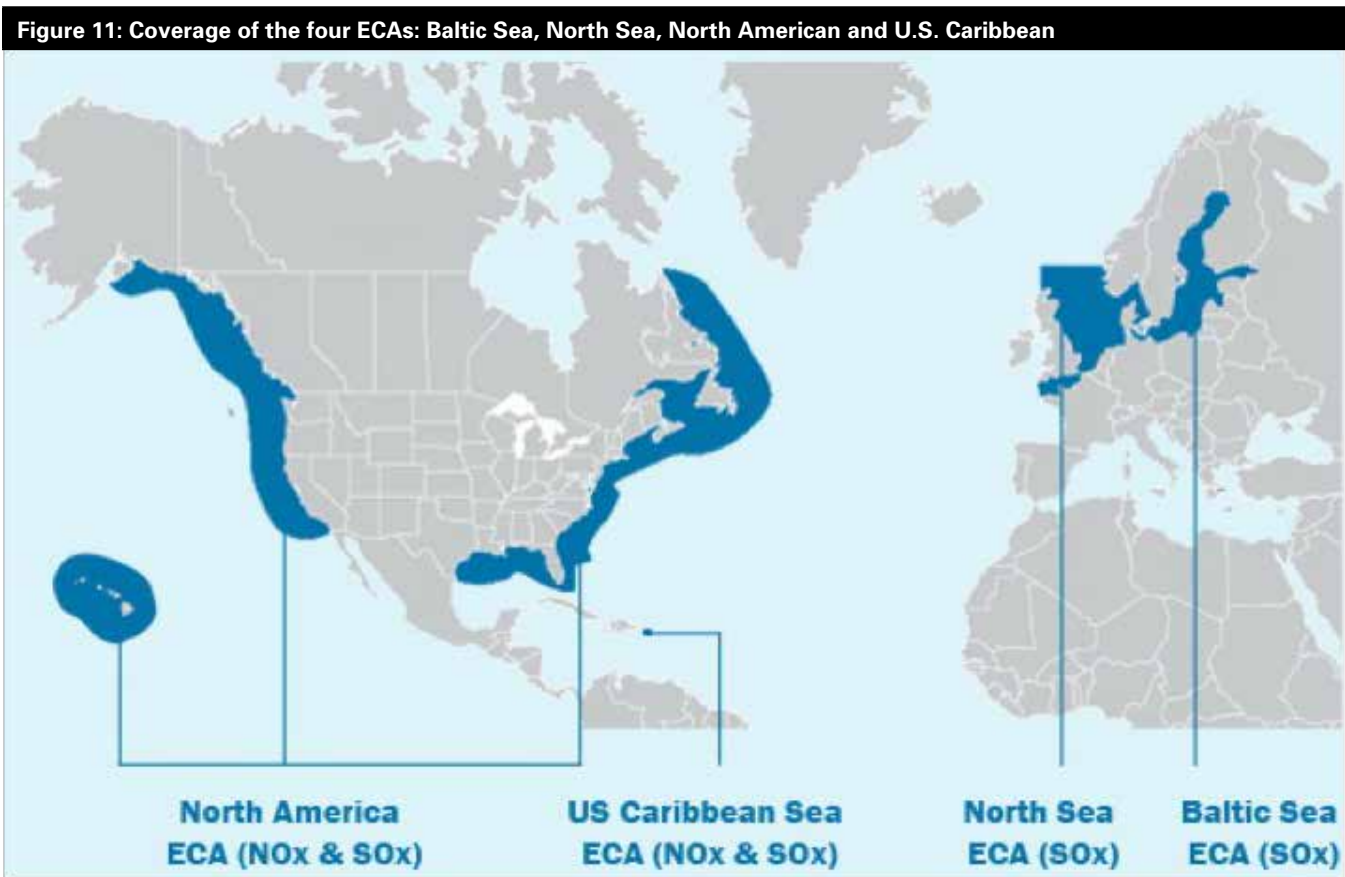 Figure 11: Coverage of the four ECAs: Baltic Sea, North Sea, North American and U.S. Caribbean
North America
ECA (NOx & SOx)
US Caribbean Sea
ECA (NOx & SOx)
North Sea
ECA (SOx)
Baltic Sea
ECA (SOx)